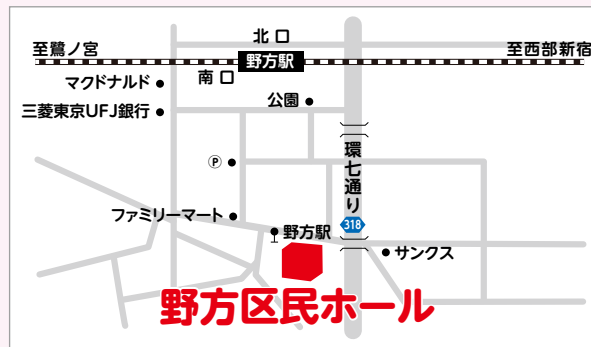 北口
至鷺ノ宮
野方駅
至西部新宿
南口
マクドナルド
公園
三菱東京UFJ銀行
環七通り
P
ファミリーマート
318
野方駅
サンクス
野方区民ホール